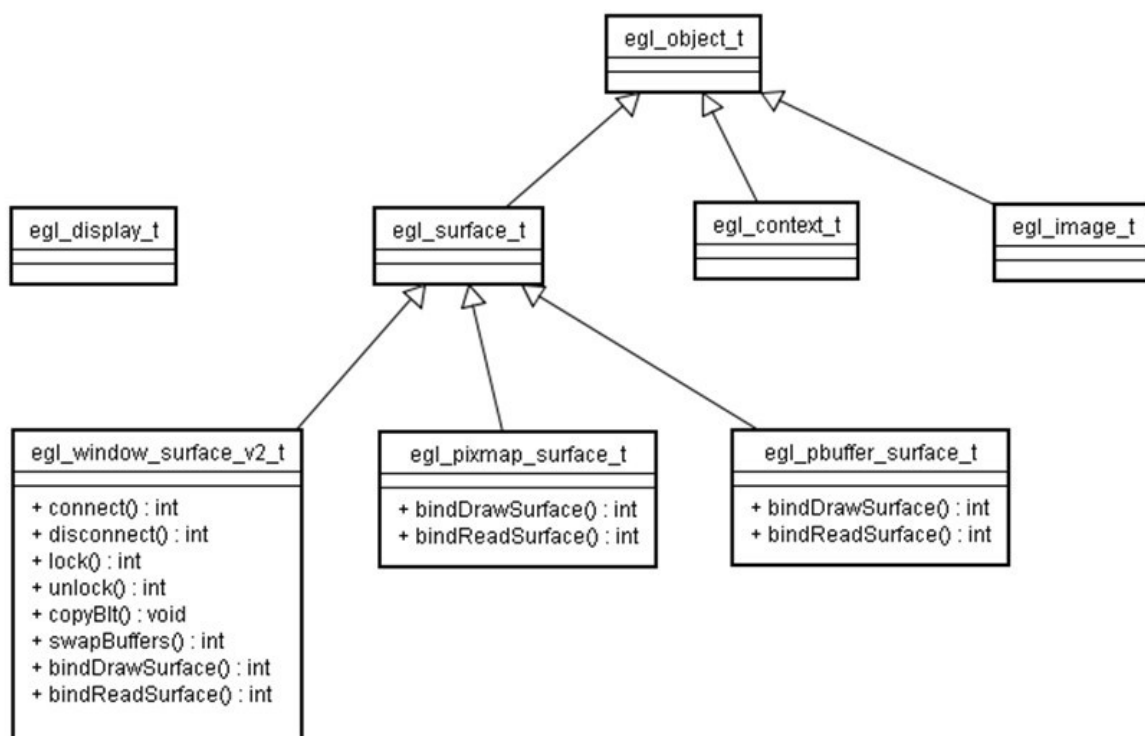 egl_object_t
egl_display_t
egl_surface_t
egl_context_t
egl_image_t
egl_window_surface_v2_t
+ connect() : int
+ disconnect() : int
+ lock() : int
+ unlock() : int
+ copyBlt() : void
+ swapBuffers() : int
+ bindDrawSurface() : int
+ bindReadSurface() : int
egl_pixmap_surface_t
+ bindDrawSurface() : int
+ bindReadSurface() : int
egl_pbuffer_surface_t
+ bindDrawSurface() : int
+ bindReadSurface() : int